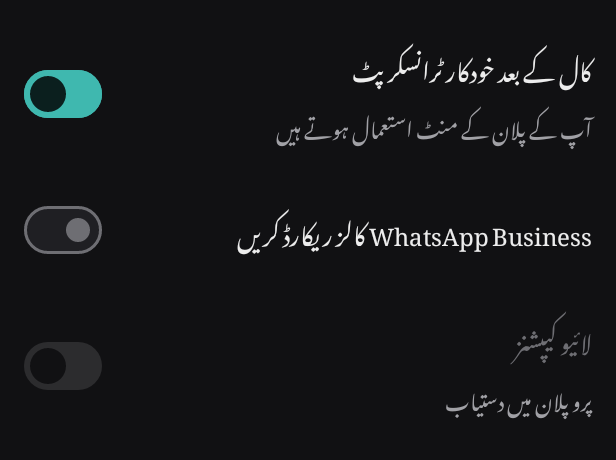 کال کے بعد خودکار ٹرانسکرپٹ
آپ کے پلان کے منٹ استعمال ہوتے ہیں
WhatsApp Business کالز ریکارڈ کریں
لائیو کیپشنز
پرو پلان میں دستیاب